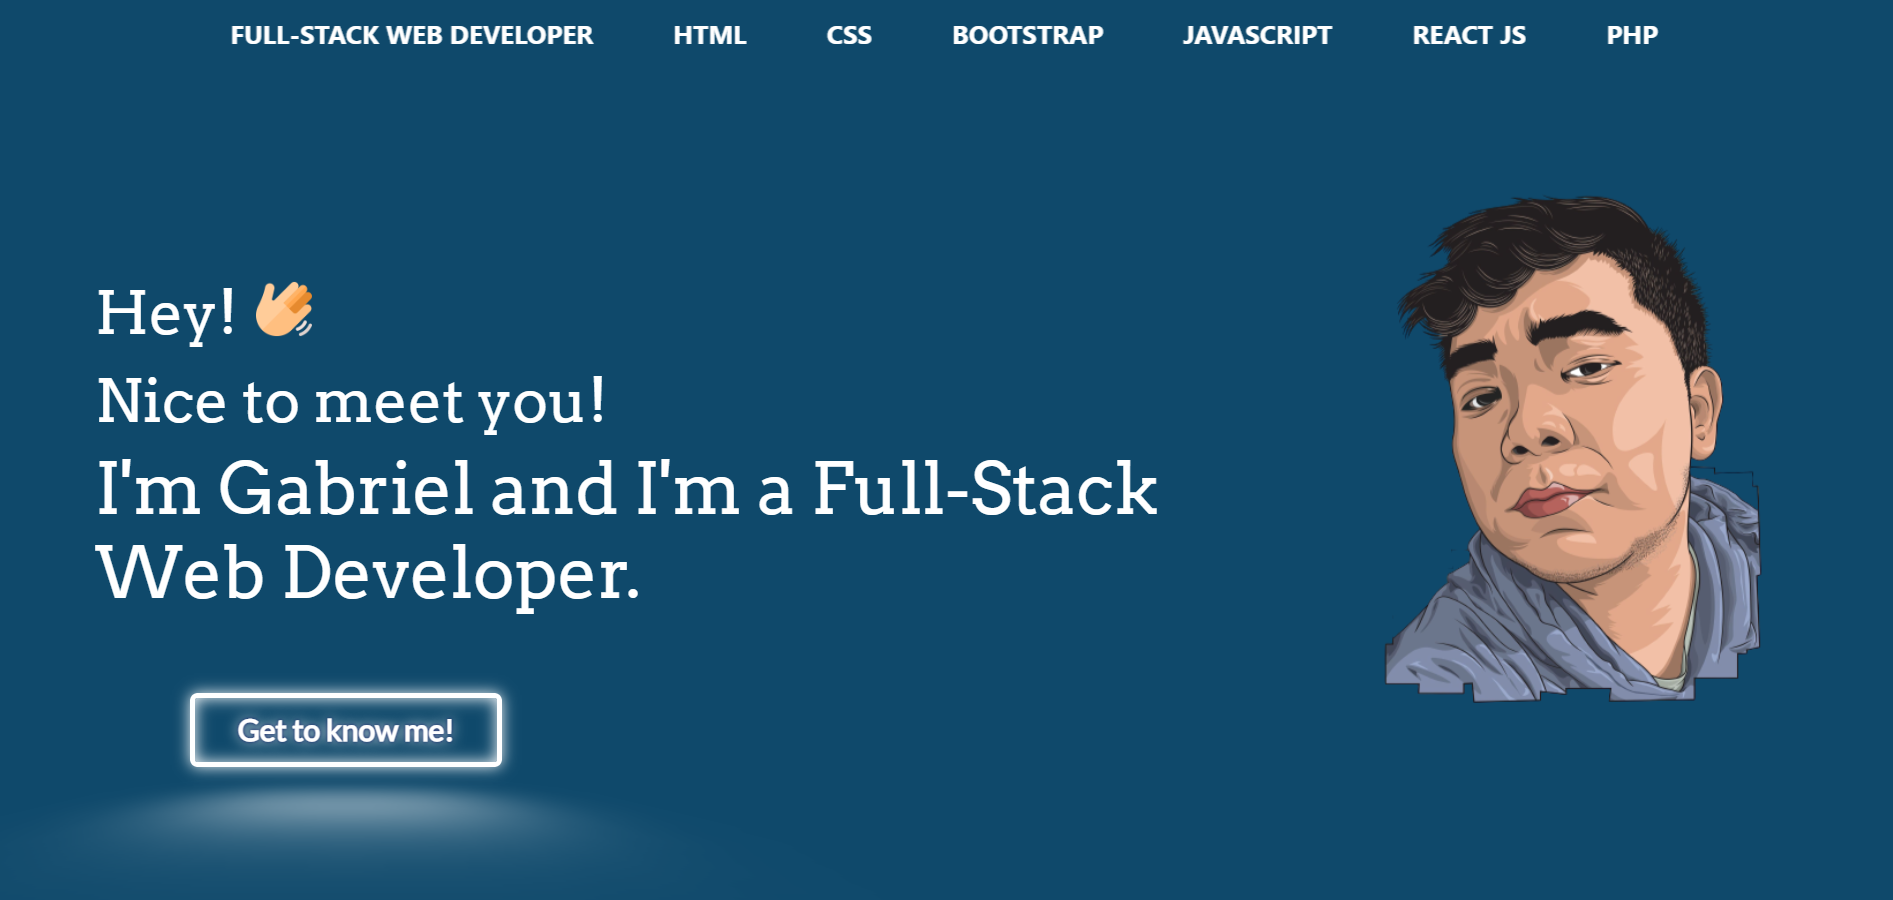 FULL-STACK WEB DEVELOPER HTML CSS BOOTSTRAP JAVASCRIPT REACT JS PHP
Hey! 👋
Nice to meet you!
I'm Gabriel and I'm a Full-Stack
Web Developer.
Get to know me!